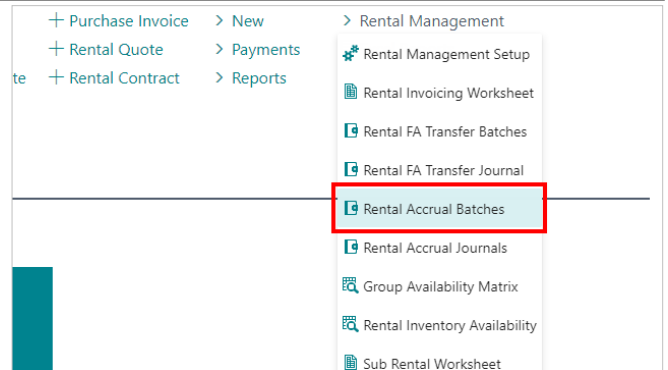 + Purchase Invoice > New > Rental Management
+ Rental Quote > Payments
te + Rental Contract > Reports
Rental Management Setup
Rental Invoicing Worksheet
Rental FA Transfer Batches
Rental FA Transfer Journal
Rental Accrual Batches
Rental Accrual Journals
Group Availability Matrix
Rental Inventory Availability
Sub Rental Worksheet